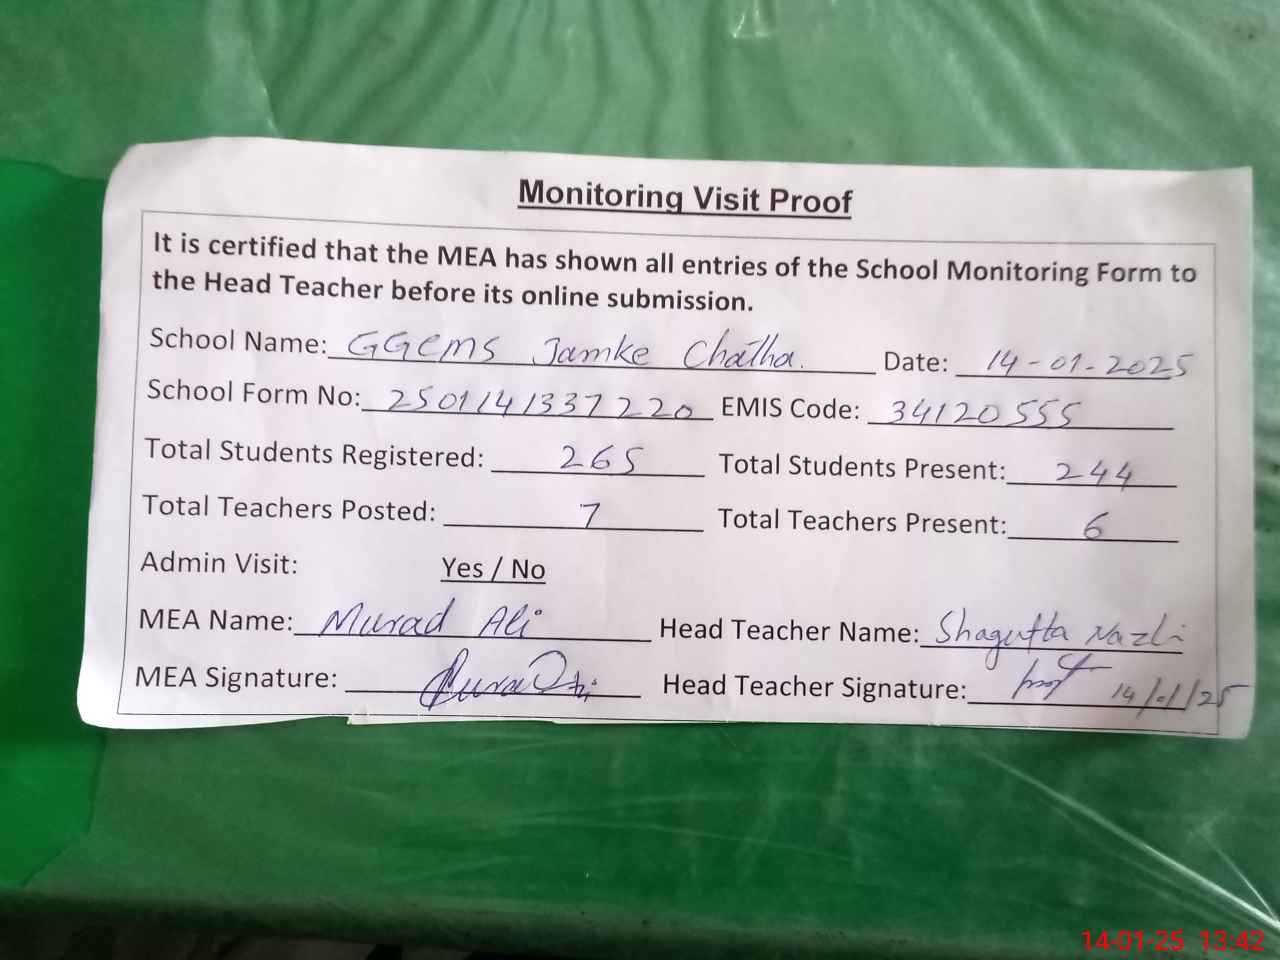 Monitoring Visit Proof
It is certified that the MEA has shown all entries of the School Monitoring Form to
the Head Teacher before its online submission.
School Name: GGCMS Jamke Chatha. Date: 14-01-2025
School Form No: 2501141337220 EMIS Code: 34120555
Total Students Registered: 265 Total Students Present: 244
Total Teachers Posted: 7 Total Teachers Present: 6
Admin Visit: Yes / No
MEA Name: Murad Ali Head Teacher Name: Shagufta Nazli
MEA Signature: Head Teacher Signature: 14/01/25
14-01-25 13:42